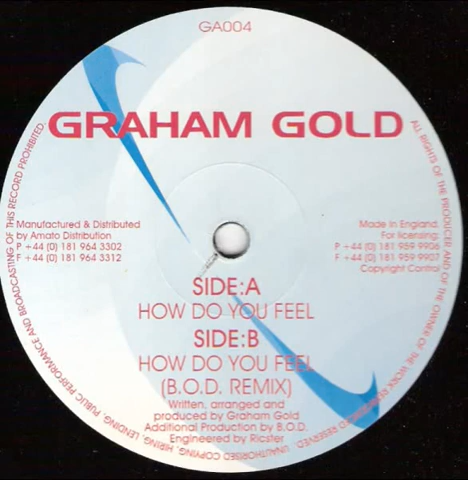 GA004
GRAHAM GOLD
Manufactured & Distributed
by Amato Distribution
P +44 (0) 181 964 3302
F +44 (0) 181 964 3312
Made in England.
For licensing:
P +44 (0) 181 959 9906
F +44 (0) 181 959 9907
Copyright Control
SIDE:A
HOW DO YOU FEEL
SIDE:B
HOW DO YOU FEEL
(B.O.D. REMIX)
Written, arranged and
produced by Graham Gold
Additional Production by B.O.D.
Engineered by Ricster
ALL RIGHTS OF THE PRODUCER AND OF THE OWNER OF THE WORK REPRODUCED RESERVED. UNAUTHORISED COPYING, HIRING, LENDING, PUBLIC PERFORMANCE AND BROADCASTING OF THIS RECORD PROHIBITED.